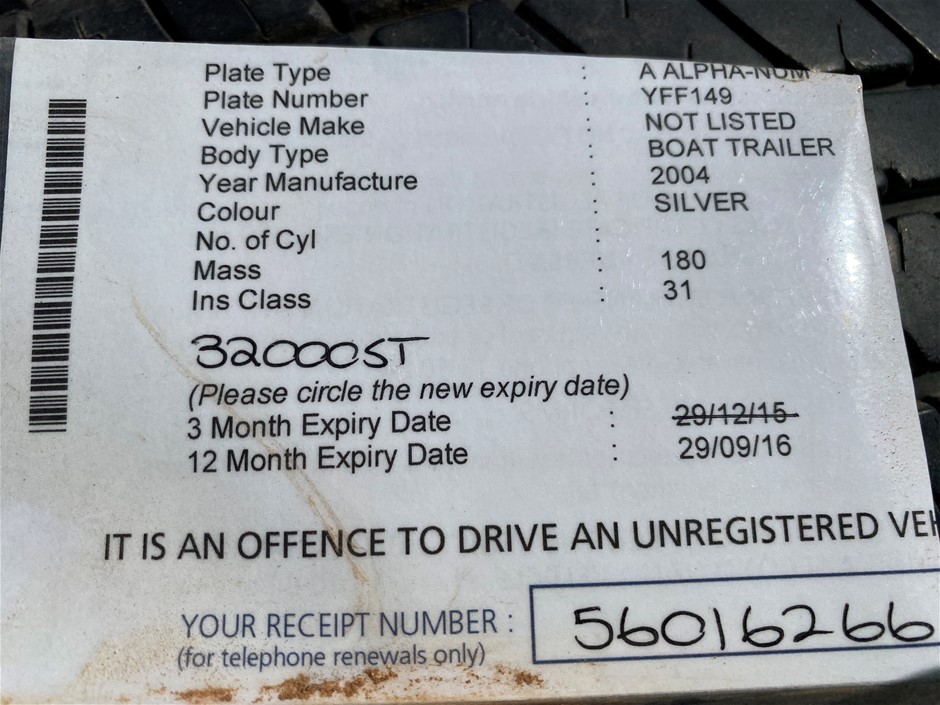 Plate Type : A ALPHA-NUM
Plate Number : YFF149
Vehicle Make : NOT LISTED
Body Type : BOAT TRAILER
Year Manufacture : 2004
Colour : SILVER
No. of Cyl :
Mass : 180
Ins Class : 31
320000ST
(Please circle the new expiry date)
3 Month Expiry Date : 29/12/15
12 Month Expiry Date : 29/09/16
IT IS AN OFFENCE TO DRIVE AN UNREGISTERED VEH
YOUR RECEIPT NUMBER : 56016266
(for telephone renewals only)